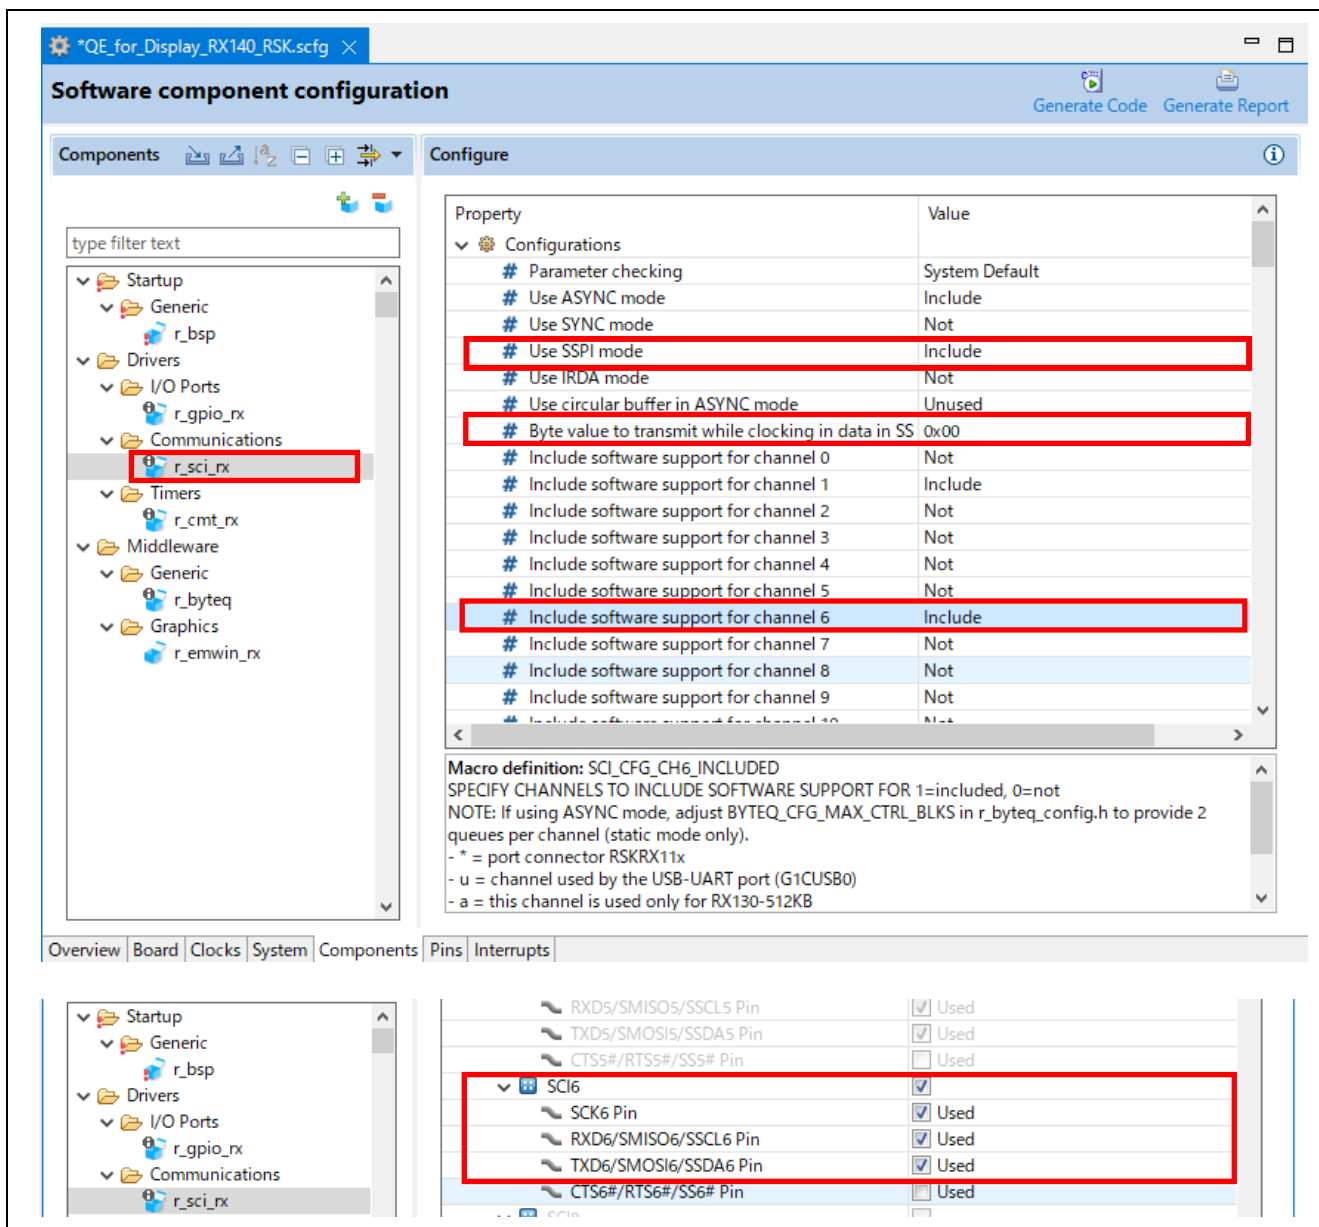 *QE_for_Display_RX140_RSK.scfg
Software component configuration
Generate Code Generate Report
Components
Configure
type filter text
Startup
Generic
r_bsp
Drivers
I/O Ports
r_gpio_rx
Communications
r_sci_rx
Timers
r_cmt_rx
Middleware
Generic
r_byteq
Graphics
r_emwin_rx
Property Value
Configurations
# Parameter checking System Default
# Use ASYNC mode Include
# Use SYNC mode Not
# Use SSPI mode Include
# Use IRDA mode Not
# Use circular buffer in ASYNC mode Unused
# Byte value to transmit while clocking in data in SS 0x00
# Include software support for channel 0 Not
# Include software support for channel 1 Include
# Include software support for channel 2 Not
# Include software support for channel 3 Not
# Include software support for channel 4 Not
# Include software support for channel 5 Not
# Include software support for channel 6 Include
# Include software support for channel 7 Not
# Include software support for channel 8 Not
# Include software support for channel 9 Not
# Include software support for channel 10 Not
Macro definition: SCI_CFG_CH6_INCLUDED
SPECIFY CHANNELS TO INCLUDE SOFTWARE SUPPORT FOR 1=included, 0=not
NOTE: If using ASYNC mode, adjust BYTEQ_CFG_MAX_CTRL_BLKS in r_byteq_config.h to provide 2
queues per channel (static mode only).
- * = port connector RSKRX11x
- u = channel used by the USB-UART port (G1CUSB0)
- a = this channel is used only for RX130-512KB
Overview Board Clocks System Components Pins Interrupts
Startup
Generic
r_bsp
Drivers
I/O Ports
r_gpio_rx
Communications
r_sci_rx
RXD5/SMISO5/SSCL5 Pin Used
TXD5/SMOSI5/SSDA5 Pin Used
CTS5#/RTS5#/SS5# Pin Used
SCI6
SCK6 Pin Used
RXD6/SMISO6/SSCL6 Pin Used
TXD6/SMOSI6/SSDA6 Pin Used
CTS6#/RTS6#/SS6# Pin Used
SCI8